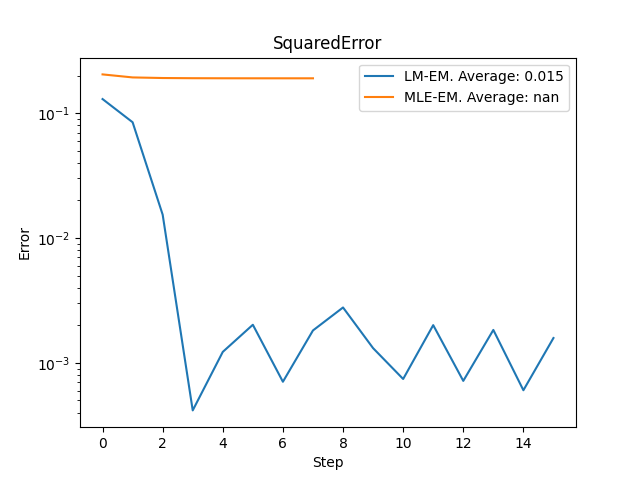 SquaredError
LM-EM. Average: 0.015
MLE-EM. Average: nan
Error
10⁻¹
10⁻²
10⁻³
0 2 4 6 8 10 12 14
Step